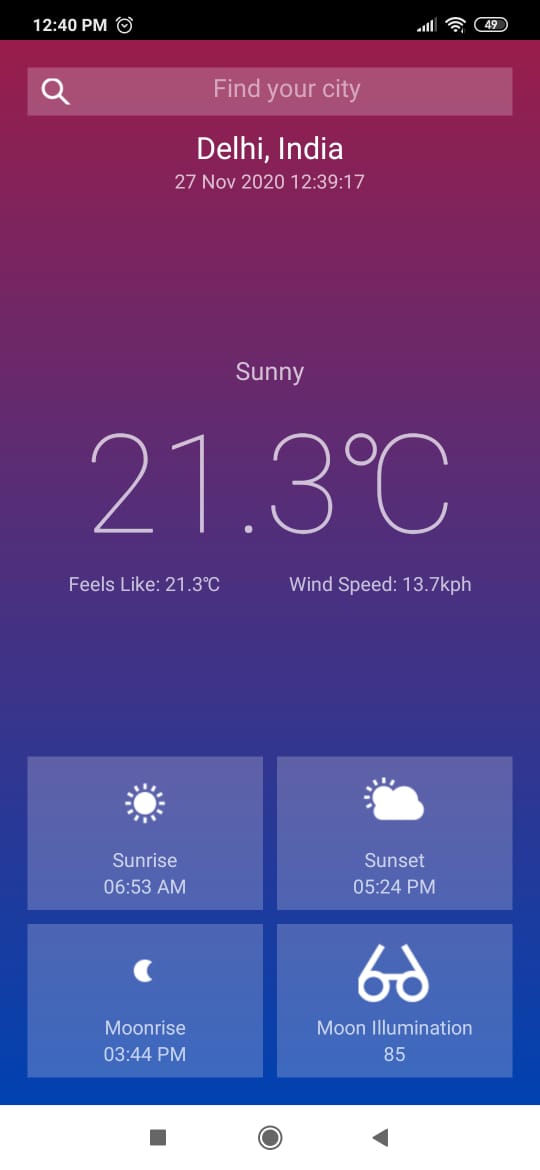 12:40 PM
49
Find your city
Delhi, India
27 Nov 2020 12:39:17
Sunny
21.3℃
Feels Like: 21.3℃
Wind Speed: 13.7kph
Sunrise
06:53 AM
Sunset
05:24 PM
Moonrise
03:44 PM
Moon Illumination
85